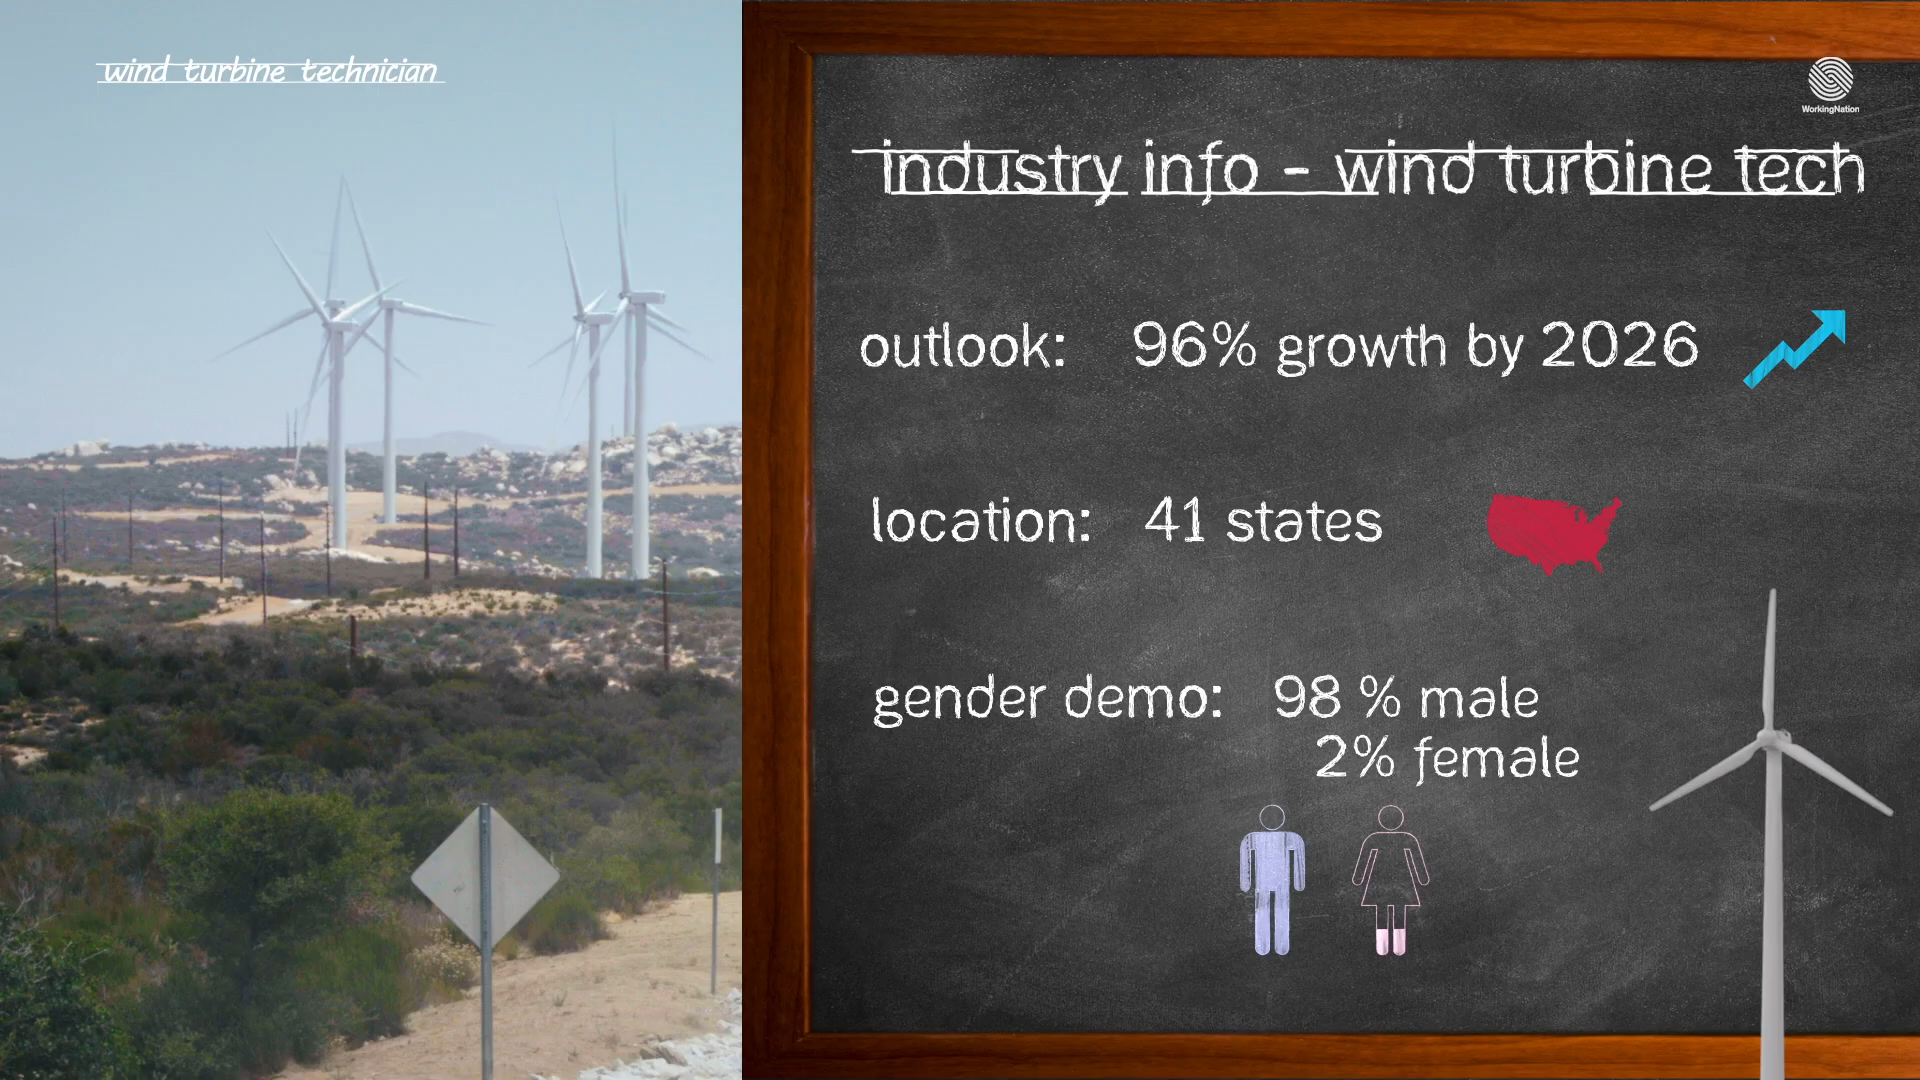 wind turbine technician
WorkingNation
industry info - wind turbine tech
outlook: 96% growth by 2026
location: 41 states
gender demo: 98 % male
2% female